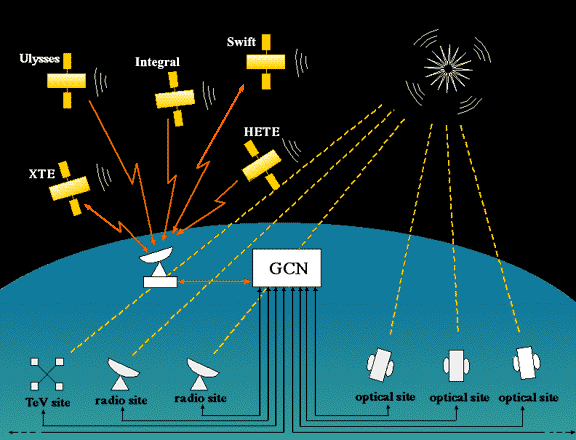 Ulysses
Integral
Swift
HETE
XTE
GCN
TeV site
radio site
radio site
optical site
optical site
optical site